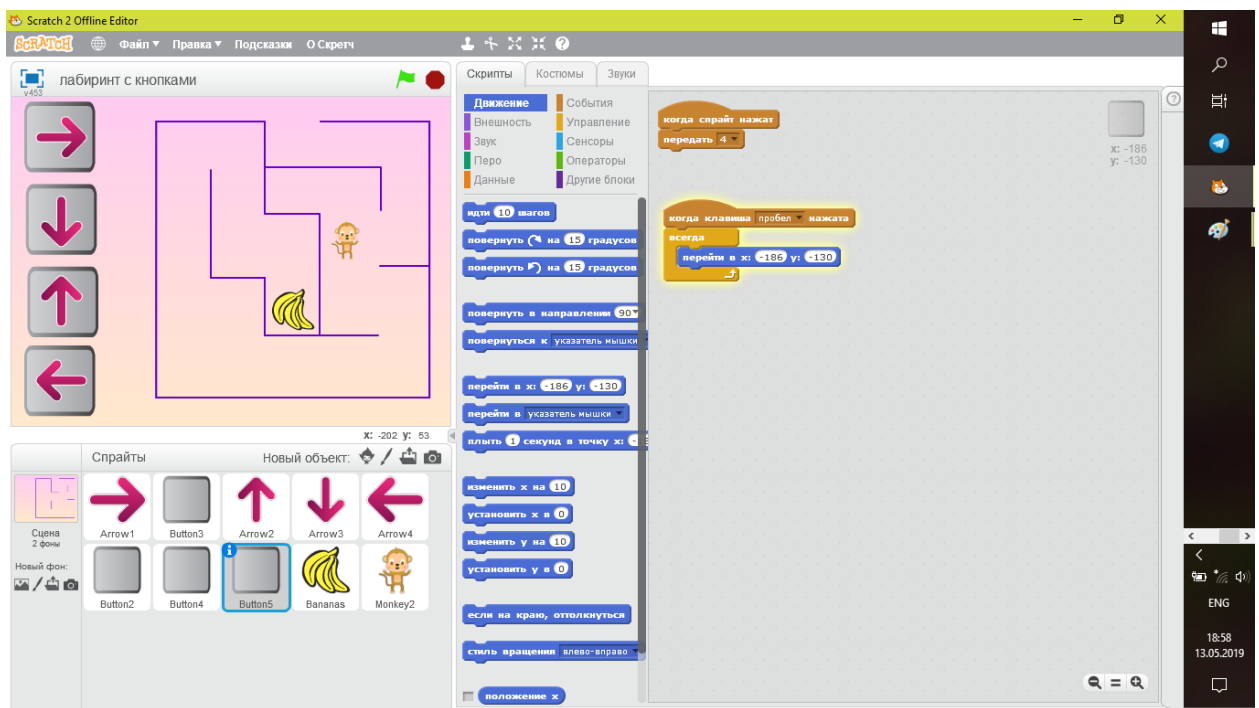 Scratch 2 Offline Editor
SCRATCH Файл Правка Подсказки О Скретч
лабиринт с кнопками
v453
X: -202 y: 53
Спрайты Новый объект:
Сцена
2 фоны
Новый фон:
Arrow1 Button3 Arrow2 Arrow3 Arrow4
Button2 Button4 Button5 Bananas Monkey2
Скрипты Костюмы Звуки
Движение События
Внешность Управление
Звук Сенсоры
Перо Операторы
Данные Другие блоки
идти 10 шагов
повернуть на 15 градусов
повернуть на 15 градусов
повернуть в направлении 90
повернуться к указатель мышки
перейти в x: -186 y: -130
перейти в указатель мышки
плыть 1 секунд в точку x:
изменить x на 10
установить x в 0
изменить y на 10
установить y в 0
если на краю, оттолкнуться
стиль вращения влево-вправо
положение x
когда спрайт нажат
передать 4
когда клавиша пробел нажата
всегда
перейти в x: -186 y: -130
x: -186
y: -130
ENG
18:58
13.05.2019